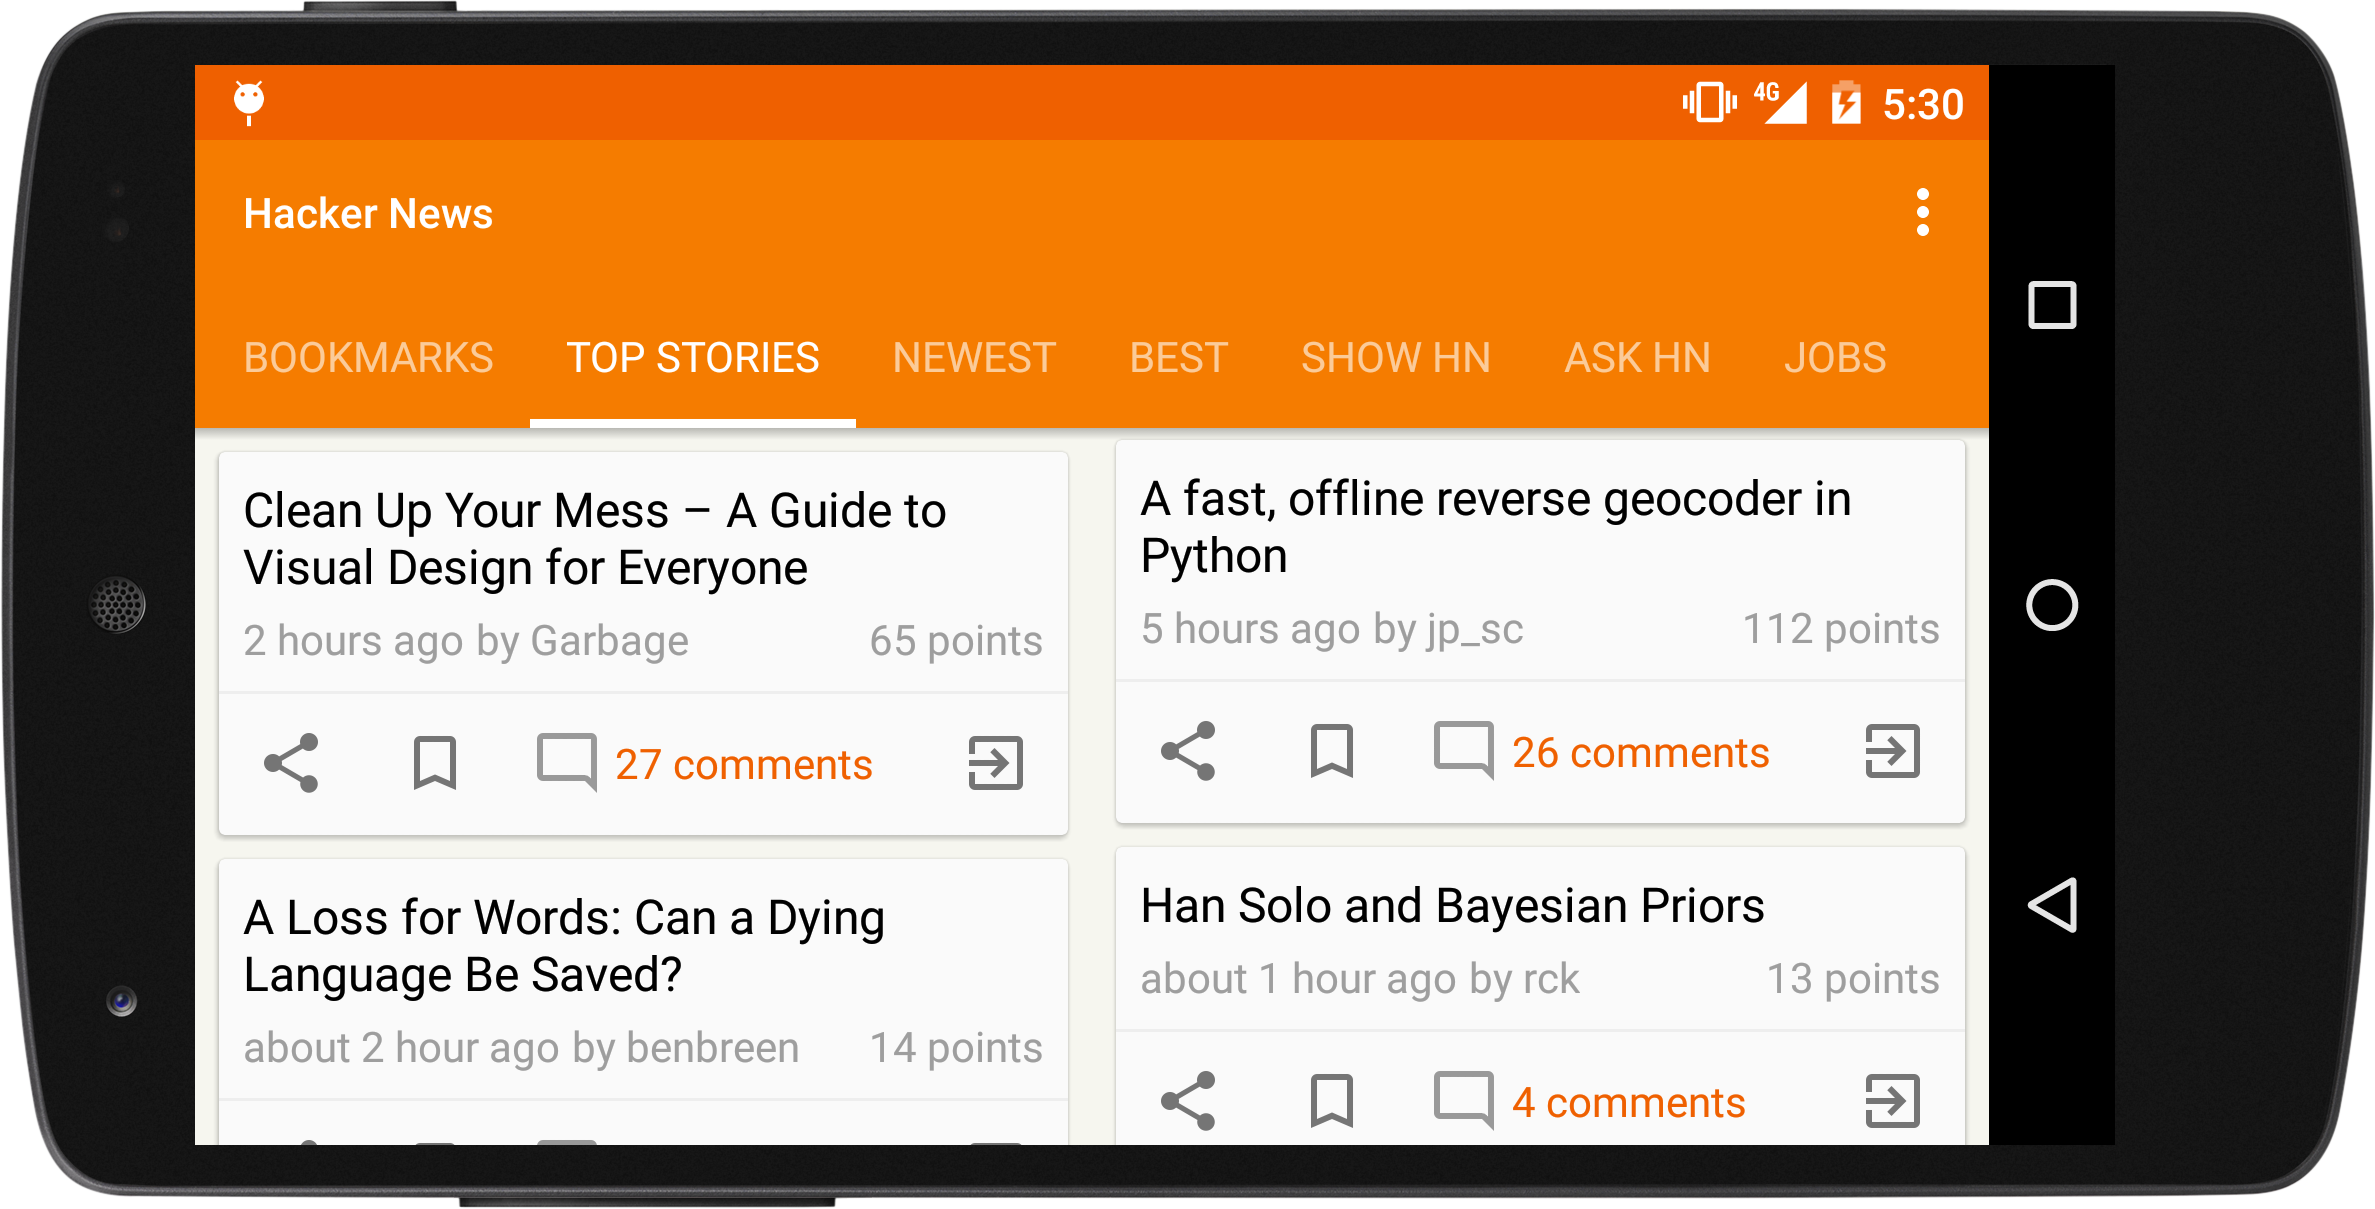 4G 5:30
Hacker News
BOOKMARKS TOP STORIES NEWEST BEST SHOW HN ASK HN JOBS
Clean Up Your Mess – A Guide to
Visual Design for Everyone
2 hours ago by Garbage 65 points
27 comments
A fast, offline reverse geocoder in
Python
5 hours ago by jp_sc 112 points
26 comments
A Loss for Words: Can a Dying
Language Be Saved?
about 2 hour ago by benbreen 14 points
Han Solo and Bayesian Priors
about 1 hour ago by rck 13 points
4 comments